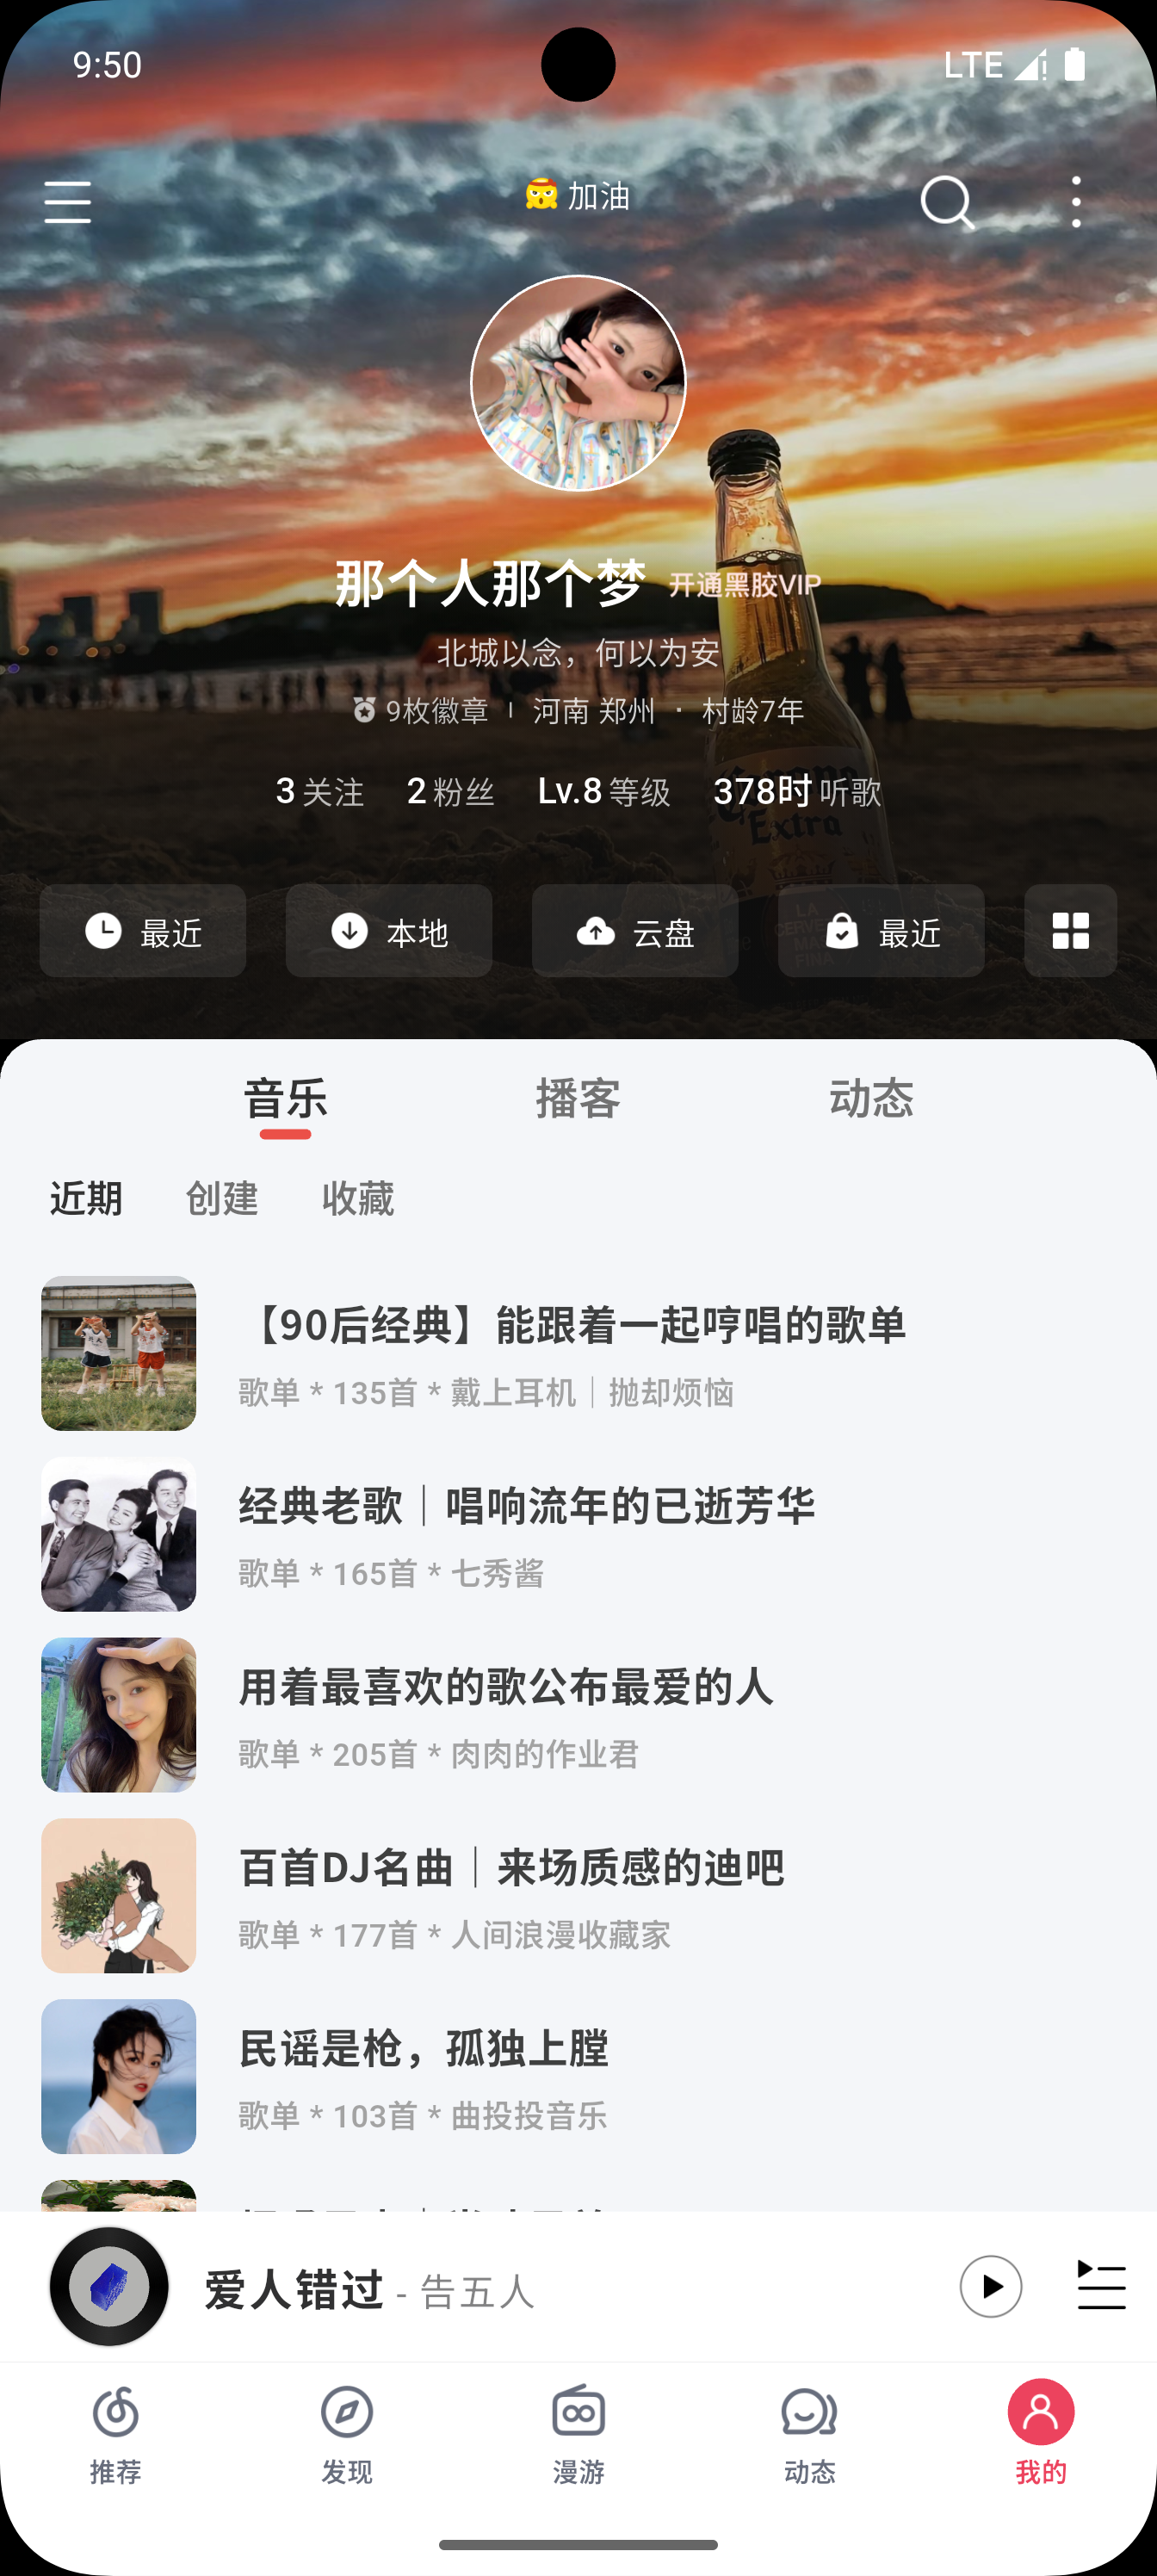 9:50
LTE
加油
那个人那个梦 开通黑胶VIP
北城以念，何以为安
9枚徽章 河南 郑州 · 村龄7年
3 关注 2 粉丝 Lv.8 等级 378时 听歌
最近 本地 云盘 最近
音乐 播客 动态
近期 创建 收藏
【90后经典】能跟着一起哼唱的歌单
歌单 * 135首 * 戴上耳机｜抛却烦恼
经典老歌｜唱响流年的已逝芳华
歌单 * 165首 * 七秀酱
用着最喜欢的歌公布最爱的人
歌单 * 205首 * 肉肉的作业君
百首DJ名曲｜来场质感的迪吧
歌单 * 177首 * 人间浪漫收藏家
民谣是枪，孤独上膛
歌单 * 103首 * 曲投投音乐
爱人错过 - 告五人
推荐 发现 漫游 动态 我的